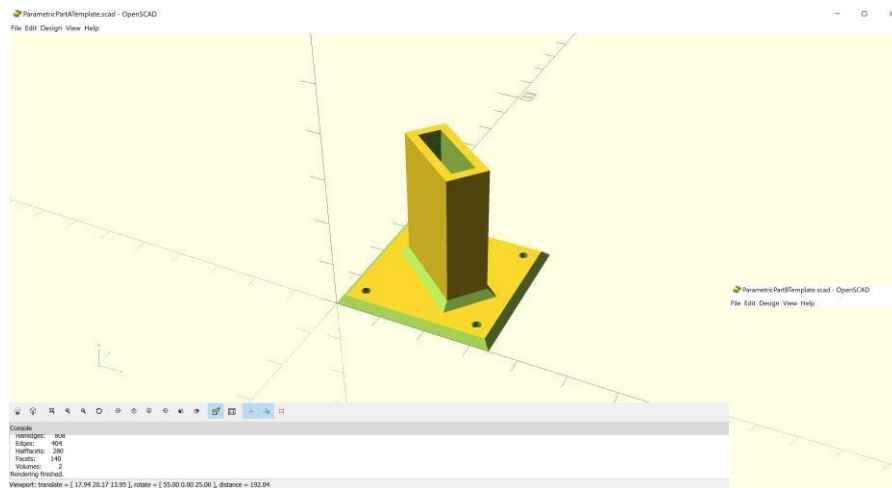 ParametricPartATemplate.scad - OpenSCAD
File Edit Design View Help
ParametricPartBTemplate.scad - OpenSCAD
File Edit Design View Help
Console
Halfedges: 808
Edges: 404
Halffacets: 280
Facets: 140
Volumes: 2
Rendering finished.
Viewport: translate = [ 17.94 20.17 13.95 ], rotate = [ 55.00 0.00 25.00 ], distance = 192.04